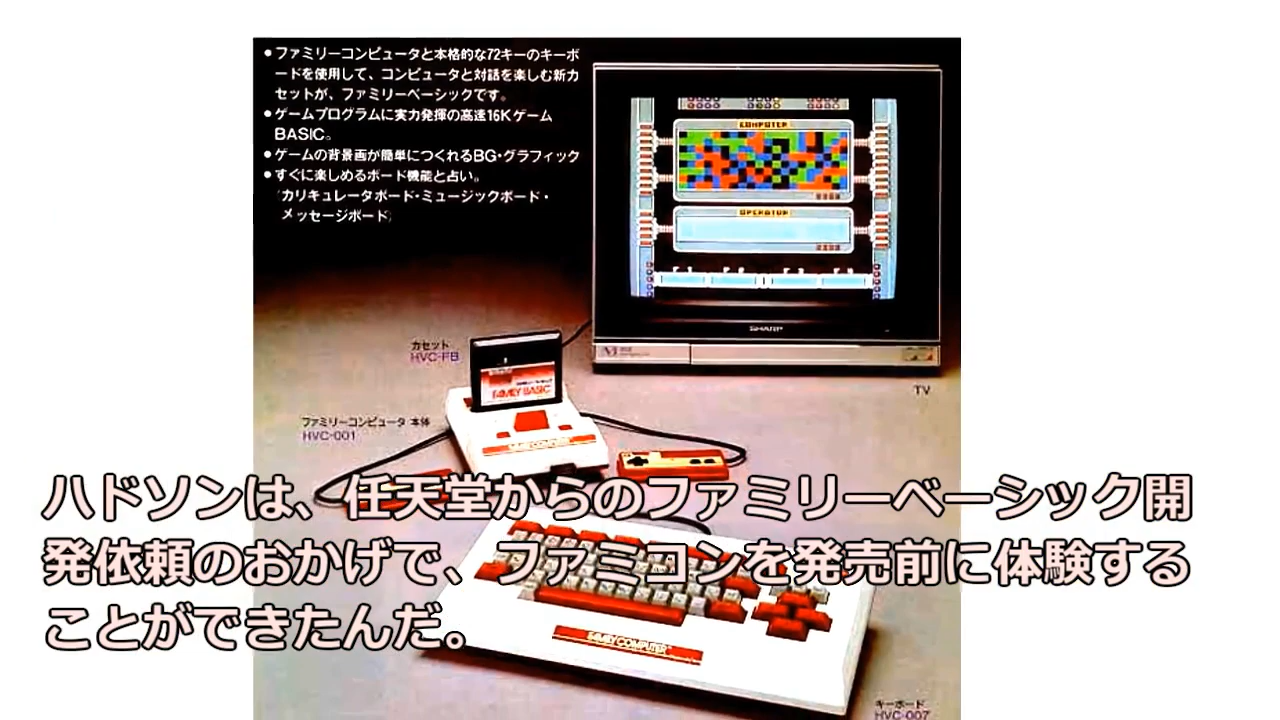 ●ファミリーコンピュータと本格的な72キーのキーボ
ードを使用して、コンピュータと対話を楽しむ新カ
セットが、ファミリーベーシックです。
●ゲームプログラムに実力発揮の高速16Kゲーム
BASIC。
●ゲームの背景画が簡単につくれるBG・グラフィック
●すぐに楽しめるボード機能と占い。
(カリキュレータボード・ミュージックボード・
メッセージボード)
COMPUTER
OPERATOR
SHARP
TV
カセット
HVC-FB
FAMILY BASIC
ファミリーコンピュータ 本体
HVC-001
FAMILY COMPUTER
ハドソンは、任天堂からのファミリーベーシック開
発依頼のおかげで、ファミコンを発売前に体験する
ことができたんだ。
FAMILY COMPUTER
キーボード
HVC-007